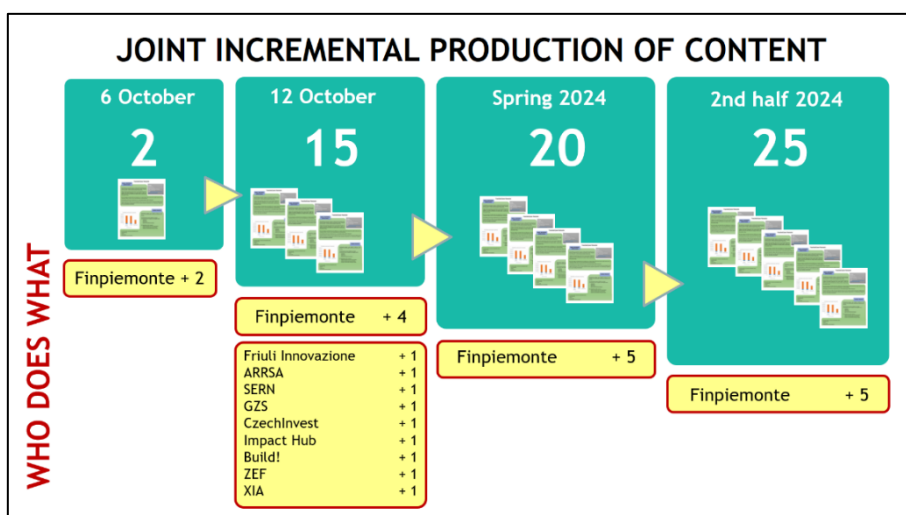 JOINT INCREMENTAL PRODUCTION OF CONTENT
6 October
2
12 October
15
Spring 2024
20
2nd half 2024
25
WHO DOES WHAT
Finpiemonte + 2
Finpiemonte + 4
Friuli Innovazione + 1
ARRSA + 1
SERN + 1
GZS + 1
CzechInvest + 1
Impact Hub + 1
Build! + 1
ZEF + 1
XIA + 1
Finpiemonte + 5
Finpiemonte + 5